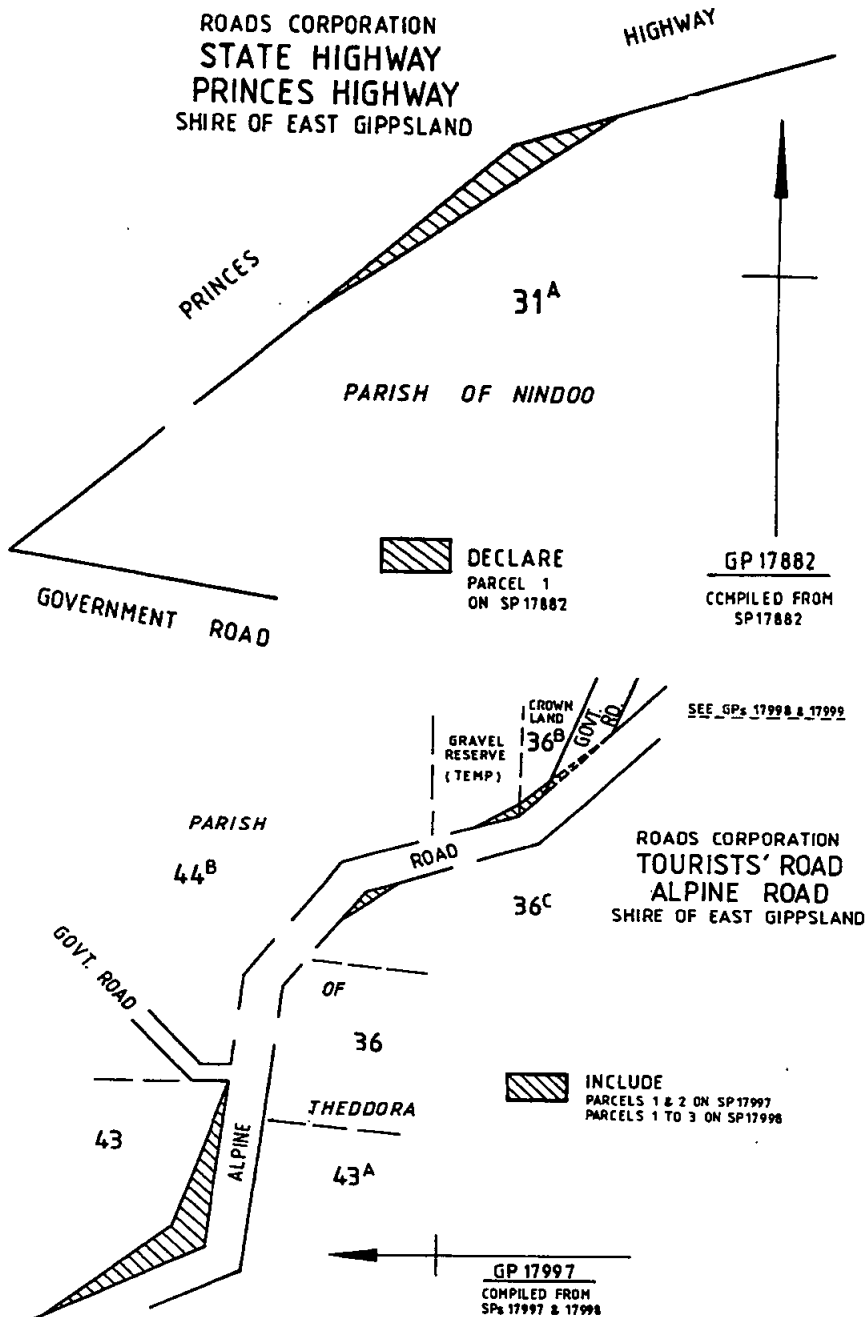 ROADS CORPORATION
STATE HIGHWAY
PRINCES HIGHWAY
SHIRE OF EAST GIPPSLAND
HIGHWAY
PRINCES
31A
PARISH OF NINDOO
DECLARE
PARCEL 1
ON SP 17882
GP 17882
COMPILED FROM
SP17882
GOVERNMENT ROAD
CROWN
LAND
36B
GOVT.
RD.
SEE GPs 17998 & 17999
GRAVEL
RESERVE
(TEMP)
PARISH
44B
ROAD
36C
ROADS CORPORATION
TOURISTS' ROAD
ALPINE ROAD
SHIRE OF EAST GIPPSLAND
GOVT. ROAD
OF
36
INCLUDE
PARCELS 1 & 2 ON SP17997
PARCELS 1 TO 3 ON SP17998
THEDDORA
43
ALPINE
43A
GP 17997
COMPILED FROM
SPs 17997 & 17998